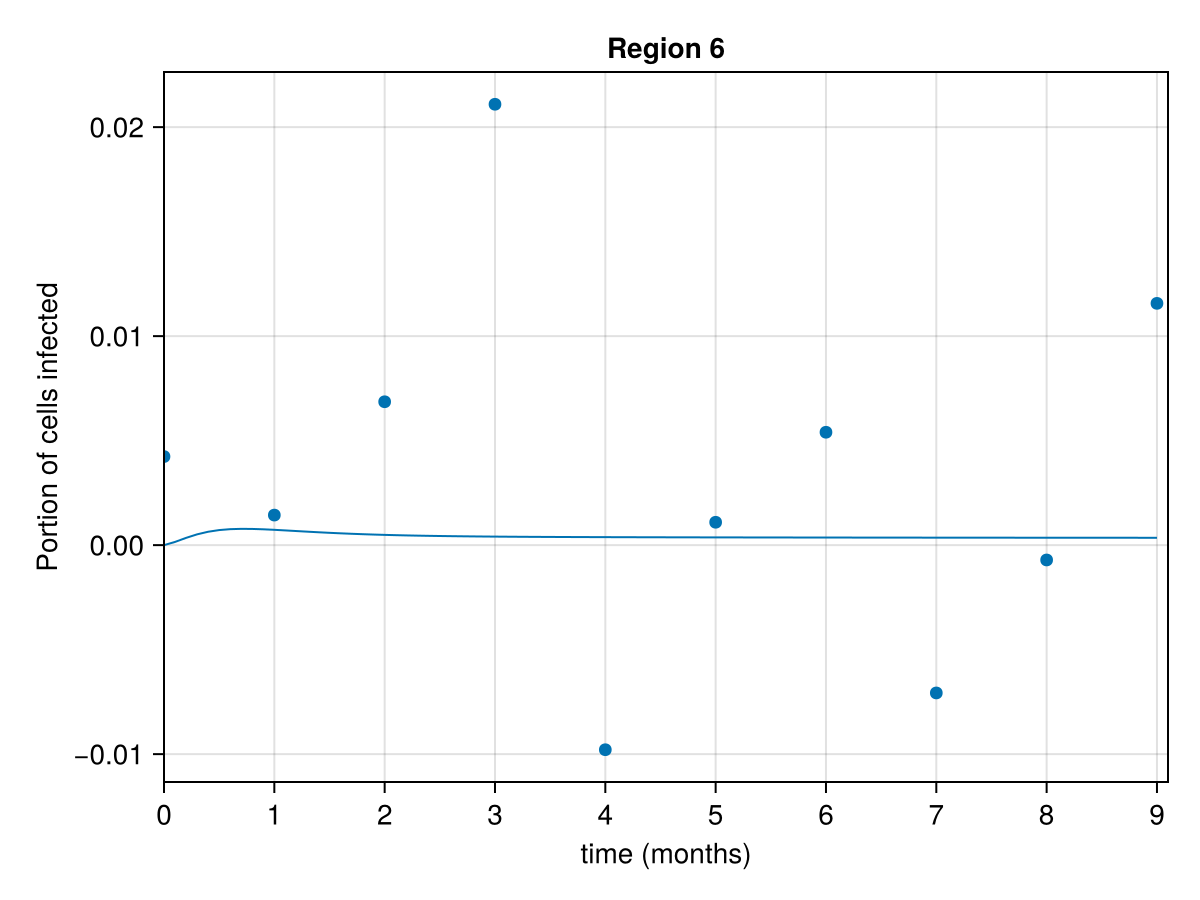 Region 6
Portion of cells infected
0.02
0.01
0.00
−0.01
0 1 2 3 4 5 6 7 8 9
time (months)